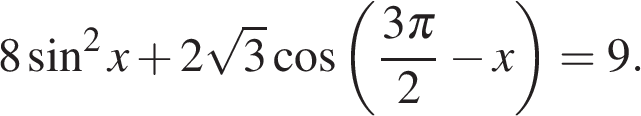 8 sin² x + 2√3 cos(3π/2 − x) = 9.